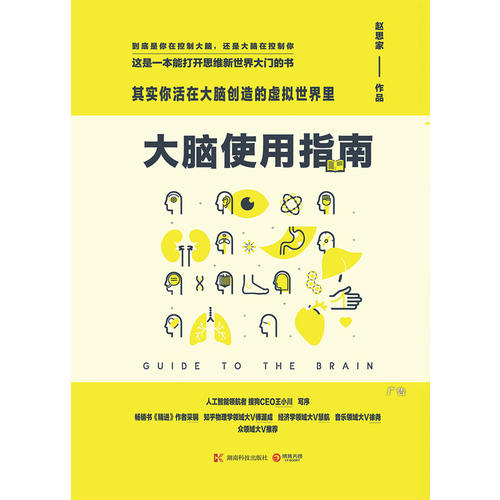 到底是你在控制大脑，还是大脑在控制你
这是一本能打开思维新世界大门的书
其实你活在大脑创造的虚拟世界里
赵思家——作品
大脑使用指南
GUIDE TO THE BRAIN
广告
人工智能领航者 搜狗CEO王小川 写序
畅销书《精进》作者采铜 知乎物理学领域大V傅渥成 经济学领域大V慧航 音乐领域大V徐尧
众领域大V推荐
湖南科技出版社
博集天卷
CS-BOOKY